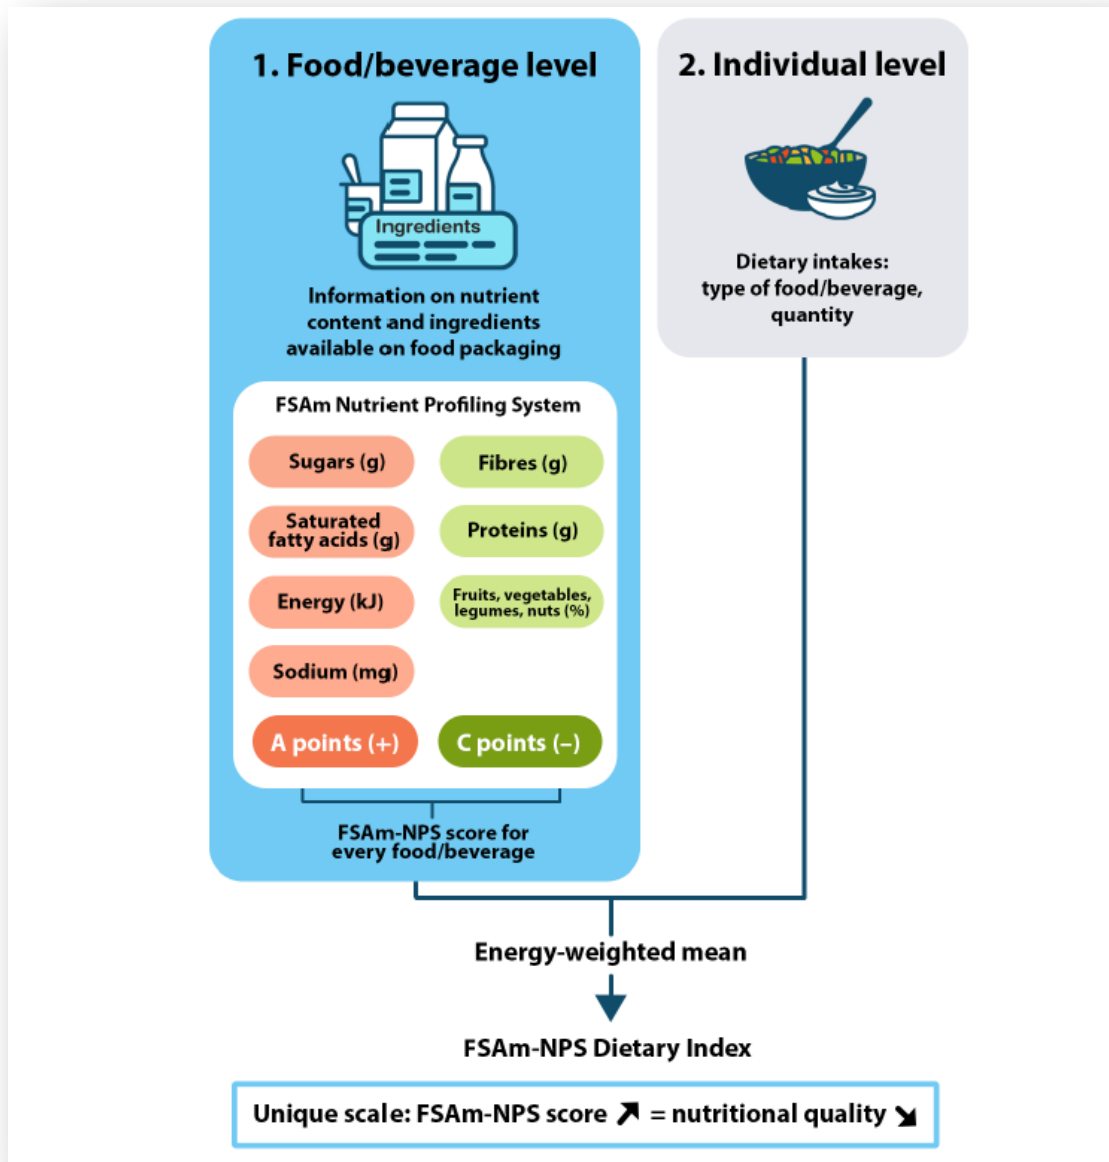 1. Food/beverage level
Ingredients
Information on nutrient
content and ingredients
available on food packaging
FSAm Nutrient Profiling System
Sugars (g)
Fibres (g)
Saturated
fatty acids (g)
Proteins (g)
Energy (kJ)
Fruits, vegetables,
legumes, nuts (%)
Sodium (mg)
A points (+)
C points (–)
FSAm-NPS score for
every food/beverage
2. Individual level
Dietary intakes:
type of food/beverage,
quantity
Energy-weighted mean
FSAm-NPS Dietary Index
Unique scale: FSAm-NPS score ↗ = nutritional quality ↘